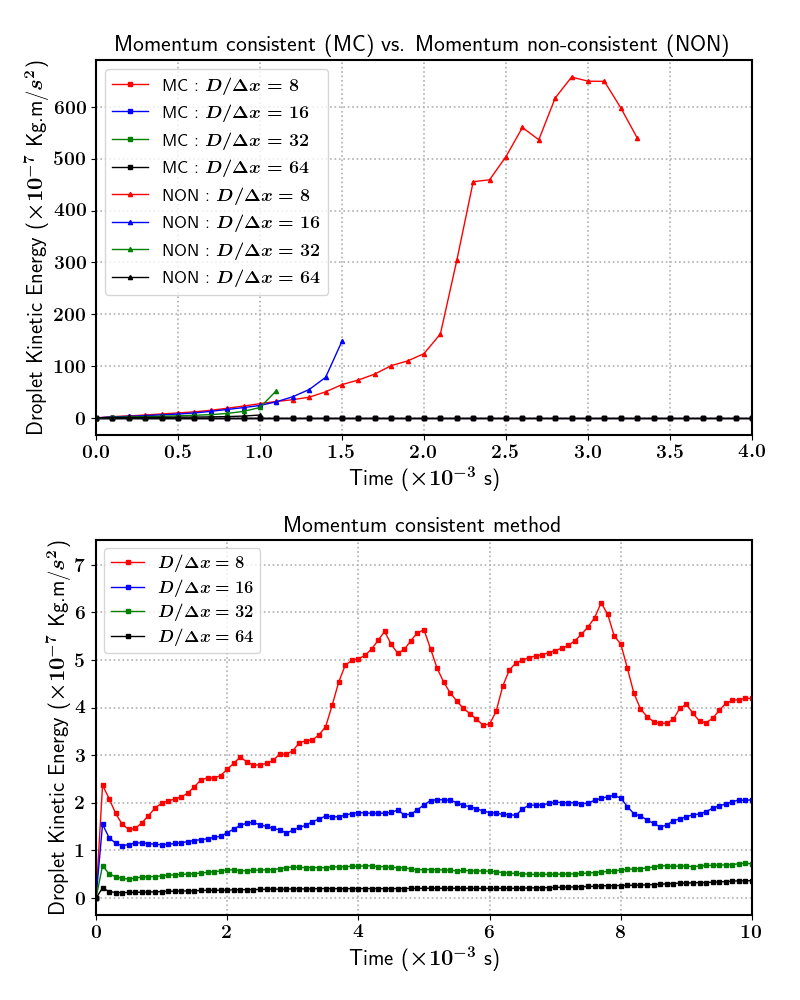 Momentum consistent (MC) vs. Momentum non-consistent (NON)
Droplet Kinetic Energy (×10⁻⁷ Kg.m/s²)
600
500
400
300
200
100
0
MC : D/Δx = 8
MC : D/Δx = 16
MC : D/Δx = 32
MC : D/Δx = 64
NON : D/Δx = 8
NON : D/Δx = 16
NON : D/Δx = 32
NON : D/Δx = 64
0.0 0.5 1.0 1.5 2.0 2.5 3.0 3.5 4.0
Time (×10⁻³ s)
Momentum consistent method
Droplet Kinetic Energy (×10⁻⁷ Kg.m/s²)
7
6
5
4
3
2
1
0
D/Δx = 8
D/Δx = 16
D/Δx = 32
D/Δx = 64
0 2 4 6 8 10
Time (×10⁻³ s)